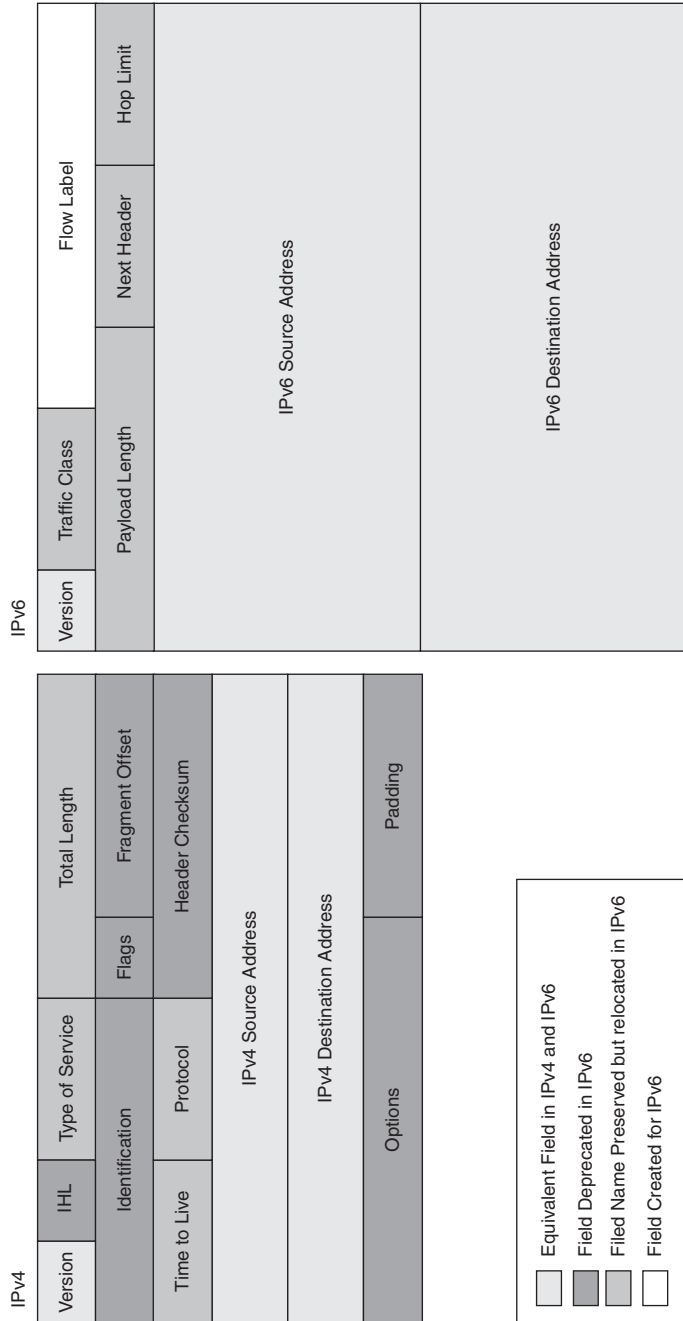 IPv4
Version
IHL
Type of Service
Total Length
Identification
Flags
Fragment Offset
Time to Live
Protocol
Header Checksum
IPv4 Source Address
IPv4 Destination Address
Options
Padding
IPv6
Version
Traffic Class
Flow Label
Payload Length
Next Header
Hop Limit
IPv6 Source Address
IPv6 Destination Address
Equivalent Field in IPv4 and IPv6
Field Deprecated in IPv6
Filed Name Preserved but relocated in IPv6
Field Created for IPv6